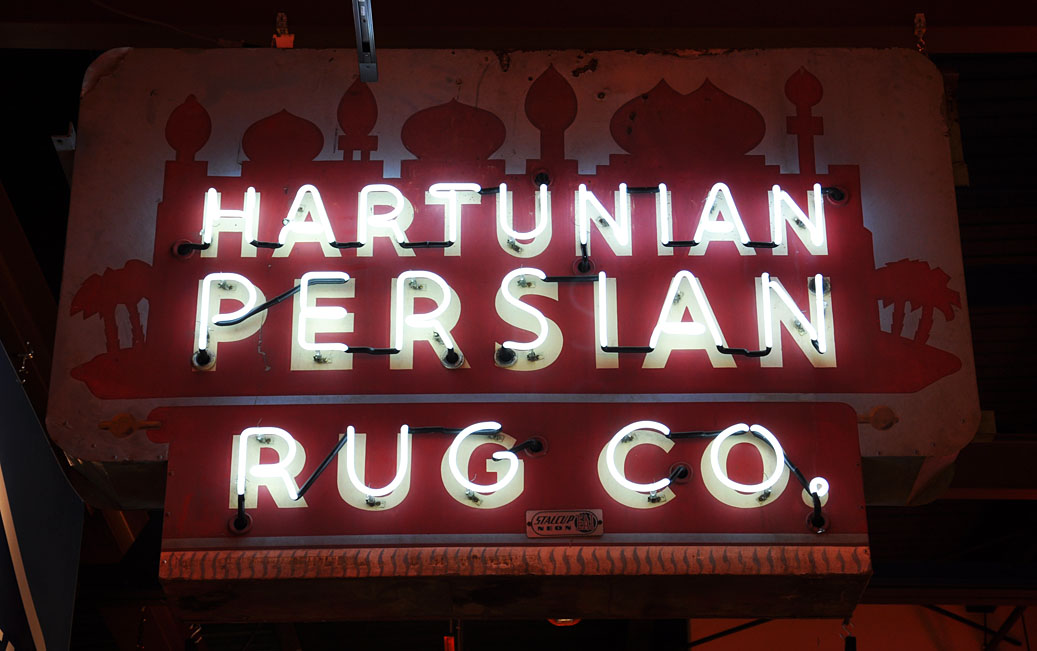 HARTUNIAN
PERSIAN
RUG CO.
STALCUP
NEON